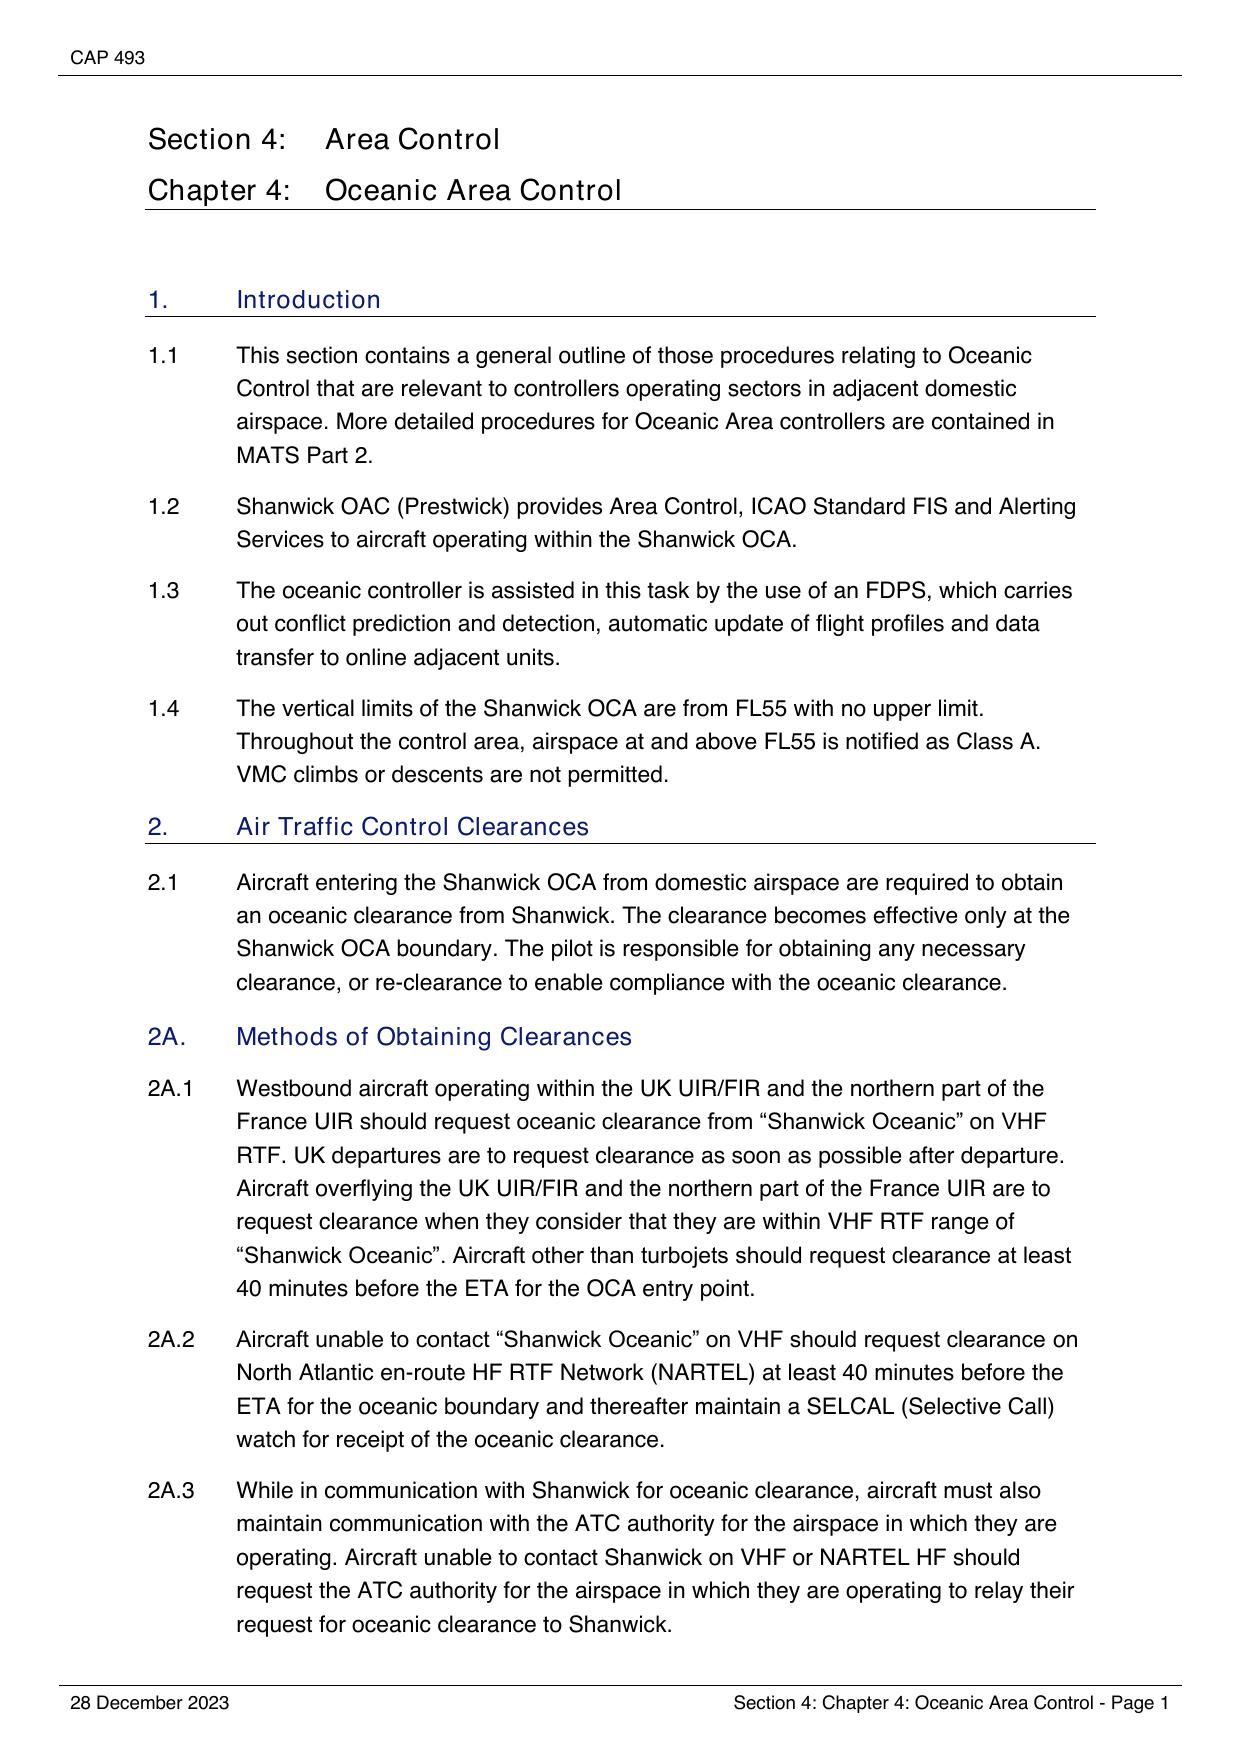 CAP 493
Section 4: Area Control
Chapter 4: Oceanic Area Control
1. Introduction
1.1 This section contains a general outline of those procedures relating to Oceanic
Control that are relevant to controllers operating sectors in adjacent domestic
airspace. More detailed procedures for Oceanic Area controllers are contained in
MATS Part 2.
1.2 Shanwick OAC (Prestwick) provides Area Control, ICAO Standard FIS and Alerting
Services to aircraft operating within the Shanwick OCA.
1.3 The oceanic controller is assisted in this task by the use of an FDPS, which carries
out conflict prediction and detection, automatic update of flight profiles and data
transfer to online adjacent units.
1.4 The vertical limits of the Shanwick OCA are from FL55 with no upper limit.
Throughout the control area, airspace at and above FL55 is notified as Class A.
VMC climbs or descents are not permitted.
2. Air Traffic Control Clearances
2.1 Aircraft entering the Shanwick OCA from domestic airspace are required to obtain
an oceanic clearance from Shanwick. The clearance becomes effective only at the
Shanwick OCA boundary. The pilot is responsible for obtaining any necessary
clearance, or re-clearance to enable compliance with the oceanic clearance.
2A. Methods of Obtaining Clearances
2A.1 Westbound aircraft operating within the UK UIR/FIR and the northern part of the
France UIR should request oceanic clearance from “Shanwick Oceanic” on VHF
RTF. UK departures are to request clearance as soon as possible after departure.
Aircraft overflying the UK UIR/FIR and the northern part of the France UIR are to
request clearance when they consider that they are within VHF RTF range of
“Shanwick Oceanic”. Aircraft other than turbojets should request clearance at least
40 minutes before the ETA for the OCA entry point.
2A.2 Aircraft unable to contact “Shanwick Oceanic” on VHF should request clearance on
North Atlantic en-route HF RTF Network (NARTEL) at least 40 minutes before the
ETA for the oceanic boundary and thereafter maintain a SELCAL (Selective Call)
watch for receipt of the oceanic clearance.
2A.3 While in communication with Shanwick for oceanic clearance, aircraft must also
maintain communication with the ATC authority for the airspace in which they are
operating. Aircraft unable to contact Shanwick on VHF or NARTEL HF should
request the ATC authority for the airspace in which they are operating to relay their
request for oceanic clearance to Shanwick.
28 December 2023 Section 4: Chapter 4: Oceanic Area Control - Page 1